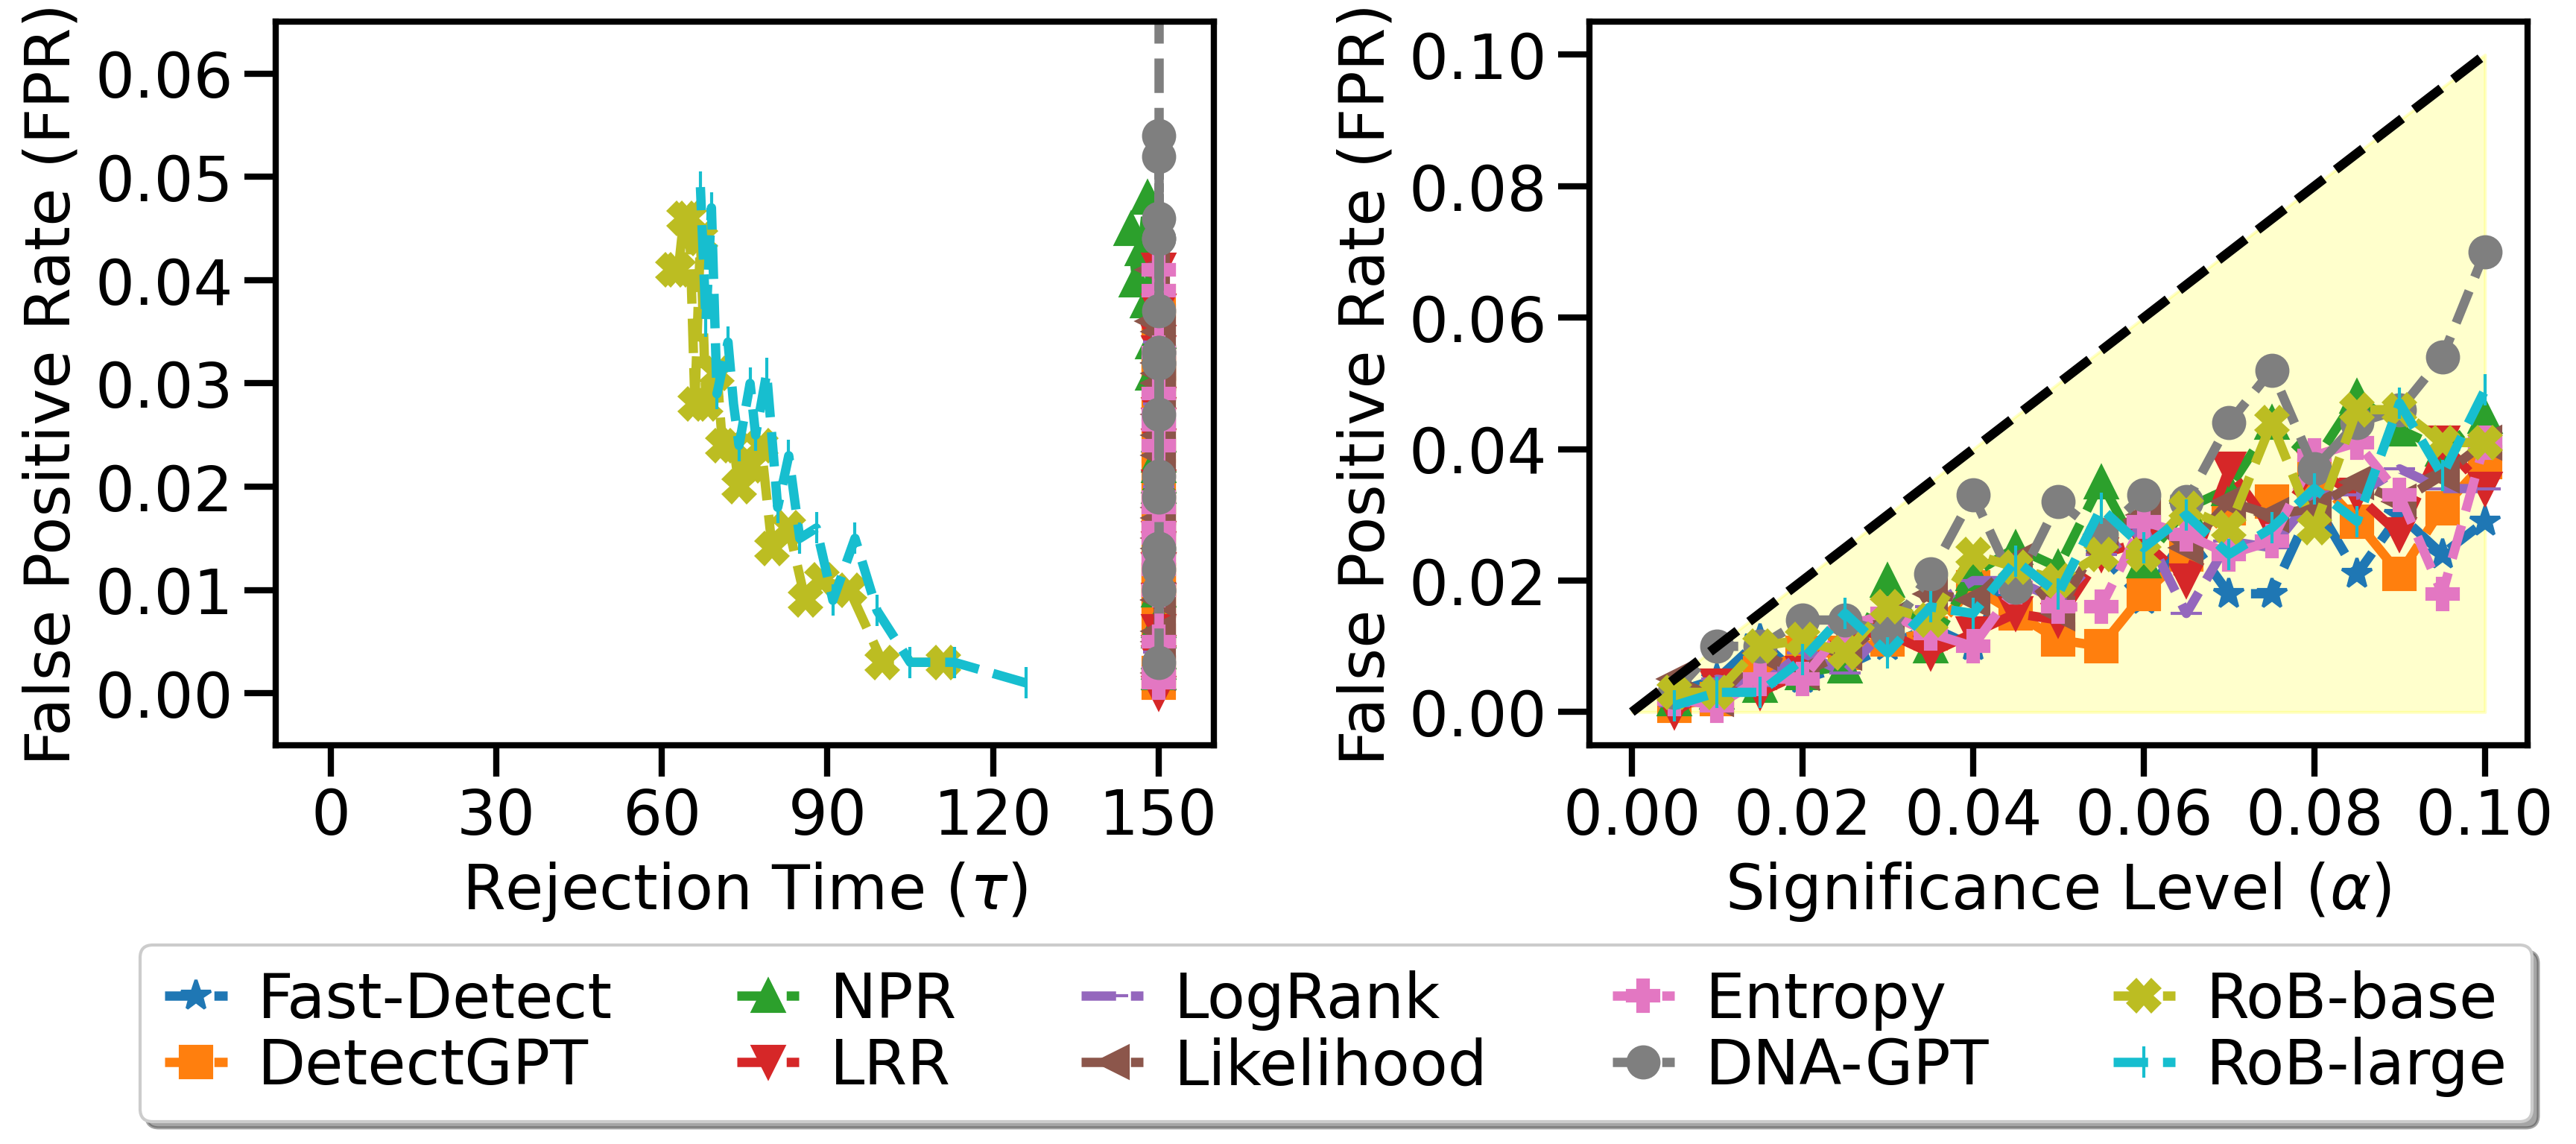 False Positive Rate (FPR)
0.06
0.05
0.04
0.03
0.02
0.01
0.00
0 30 60 90 120 150
Rejection Time (τ)
False Positive Rate (FPR)
0.10
0.08
0.06
0.04
0.02
0.00
0.00 0.02 0.04 0.06 0.08 0.10
Significance Level (α)
Fast-Detect NPR LogRank Entropy RoB-base
DetectGPT LRR Likelihood DNA-GPT RoB-large